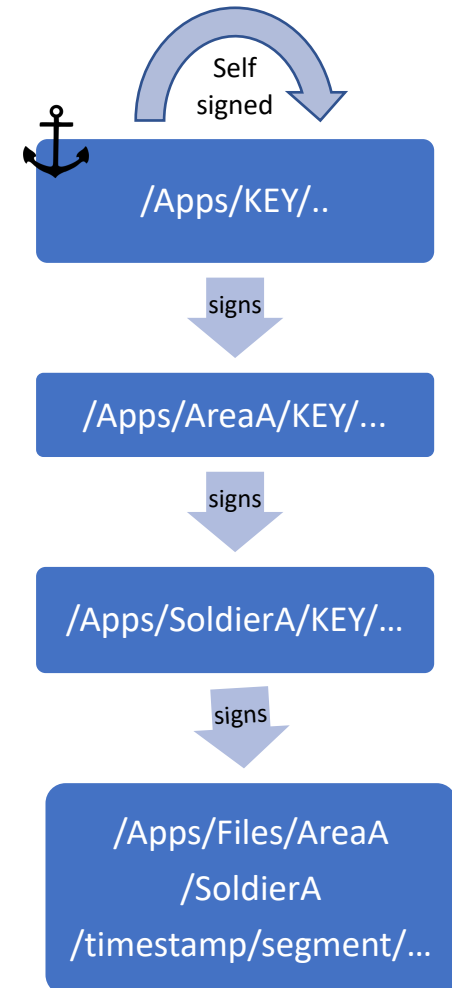 Self
signed
/Apps/KEY/..
signs
/Apps/AreaA/KEY/...
signs
/Apps/SoldierA/KEY/...
signs
/Apps/Files/AreaA
/SoldierA
/timestamp/segment/...